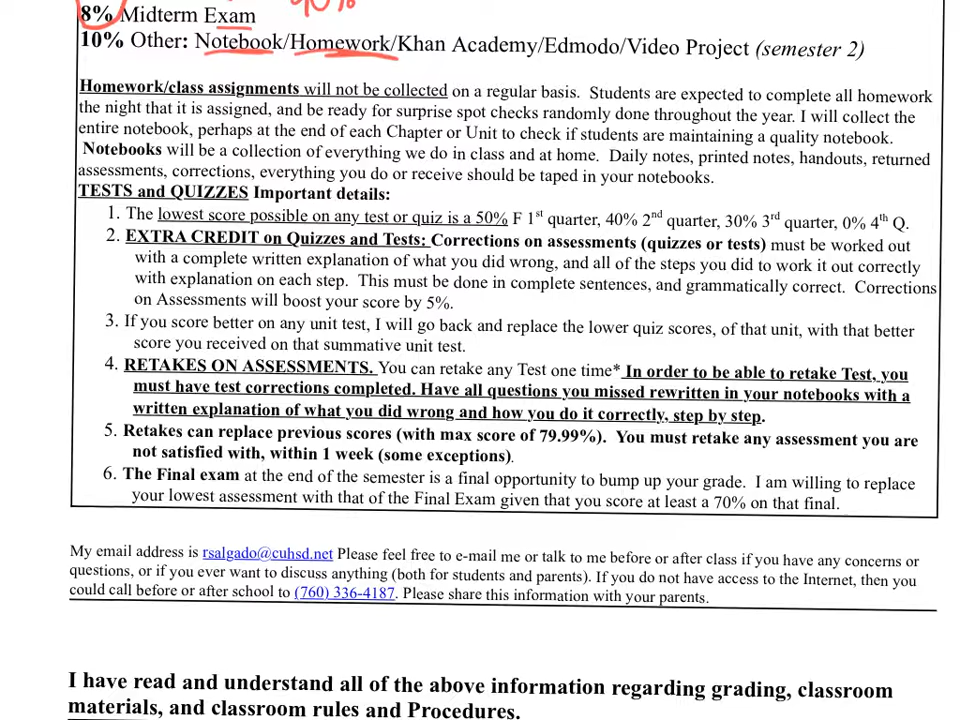 8% Midterm Exam
10% Other: Notebook/Homework/Khan Academy/Edmodo/Video Project (semester 2)
Homework/class assignments will not be collected on a regular basis. Students are expected to complete all homework
the night that it is assigned, and be ready for surprise spot checks randomly done throughout the year. I will collect the
entire notebook, perhaps at the end of each Chapter or Unit to check if students are maintaining a quality notebook.
Notebooks will be a collection of everything we do in class and at home. Daily notes, printed notes, handouts, returned
assessments, corrections, everything you do or receive should be taped in your notebooks.
TESTS and QUIZZES Important details:
1. The lowest score possible on any test or quiz is a 50% F 1st quarter, 40% 2nd quarter, 30% 3rd quarter, 0% 4th Q.
2. EXTRA CREDIT on Quizzes and Tests: Corrections on assessments (quizzes or tests) must be worked out
with a complete written explanation of what you did wrong, and all of the steps you did to work it out correctly
with explanation on each step. This must be done in complete sentences, and grammatically correct. Corrections
on Assessments will boost your score by 5%.
3. If you score better on any unit test, I will go back and replace the lower quiz scores, of that unit, with that better
score you received on that summative unit test.
4. RETAKES ON ASSESSMENTS. You can retake any Test one time* In order to be able to retake Test, you
must have test corrections completed. Have all questions you missed rewritten in your notebooks with a
written explanation of what you did wrong and how you do it correctly, step by step.
5. Retakes can replace previous scores (with max score of 79.99%). You must retake any assessment you are
not satisfied with, within 1 week (some exceptions).
6. The Final exam at the end of the semester is a final opportunity to bump up your grade. I am willing to replace
your lowest assessment with that of the Final Exam given that you score at least a 70% on that final.
My email address is rsalgado@cuhsd.net Please feel free to e-mail me or talk to me before or after class if you have any concerns or
questions, or if you ever want to discuss anything (both for students and parents). If you do not have access to the Internet, then you
could call before or after school to (760) 336-4187. Please share this information with your parents.
I have read and understand all of the above information regarding grading, classroom
materials, and classroom rules and Procedures.